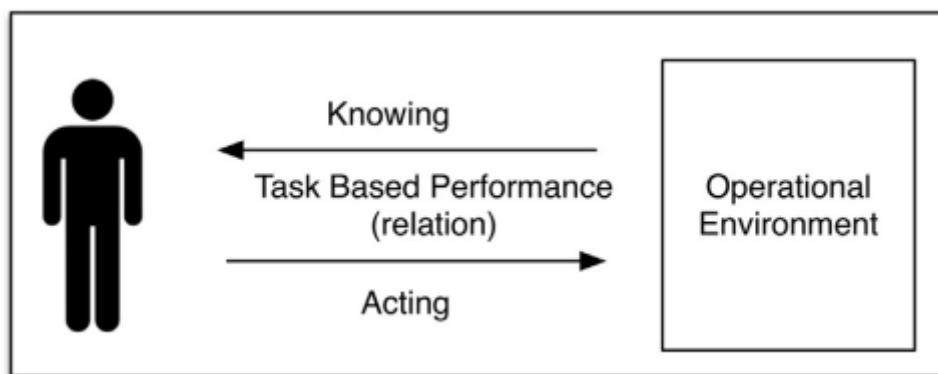 Knowing
Task Based Performance
(relation)
Acting
Operational
Environment